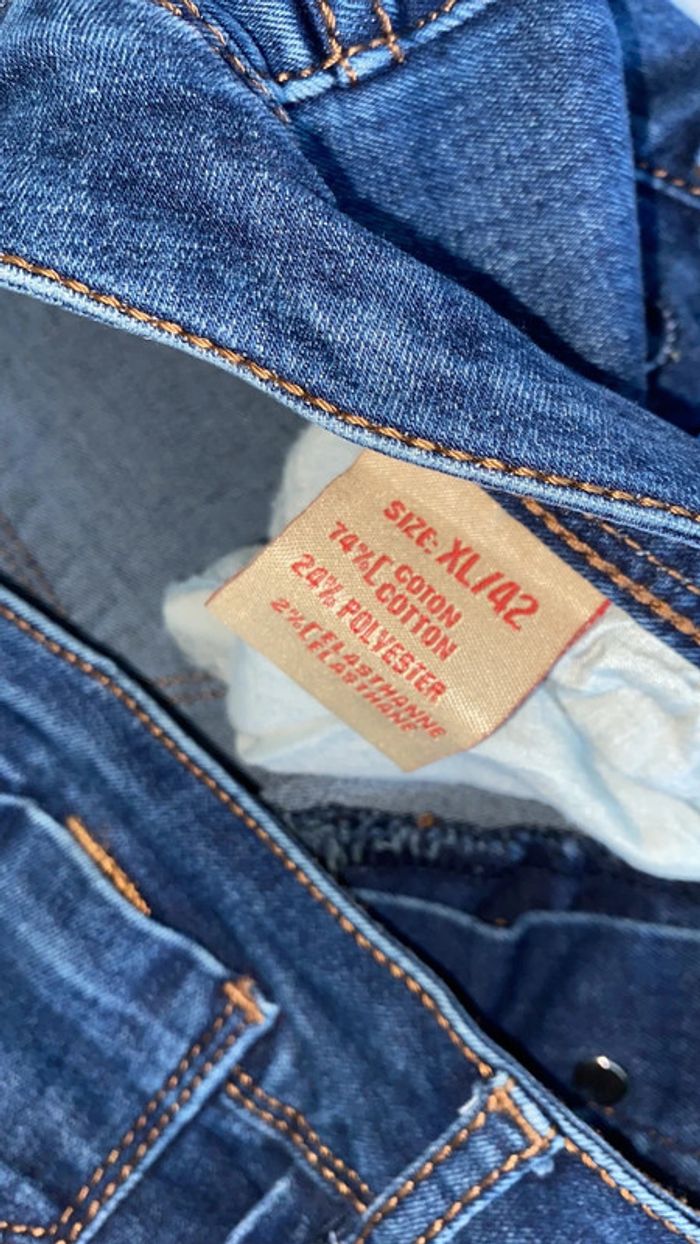 SIZE: XL/42
74%[ COTON
COTTON
24% POLYESTER
2%[ ELASTHANNE
ELASTHANE